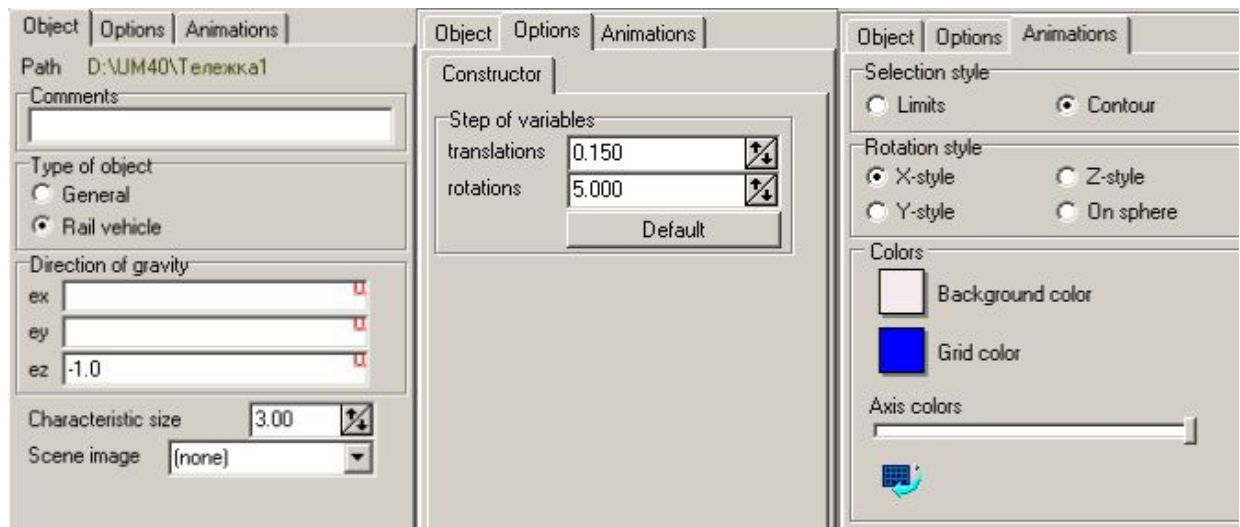 Object Options Animations
Path D:\UM40\Тележка1
Comments
Type of object
General
Rail vehicle
Direction of gravity
ex
ey
ez -1.0
Characteristic size 3.00
Scene image (none)
Object Options Animations
Constructor
Step of variables
translations 0.150
rotations 5.000
Default
Object Options Animations
Selection style
Limits Contour
Rotation style
X-style Z-style
Y-style On sphere
Colors
Background color
Grid color
Axis colors